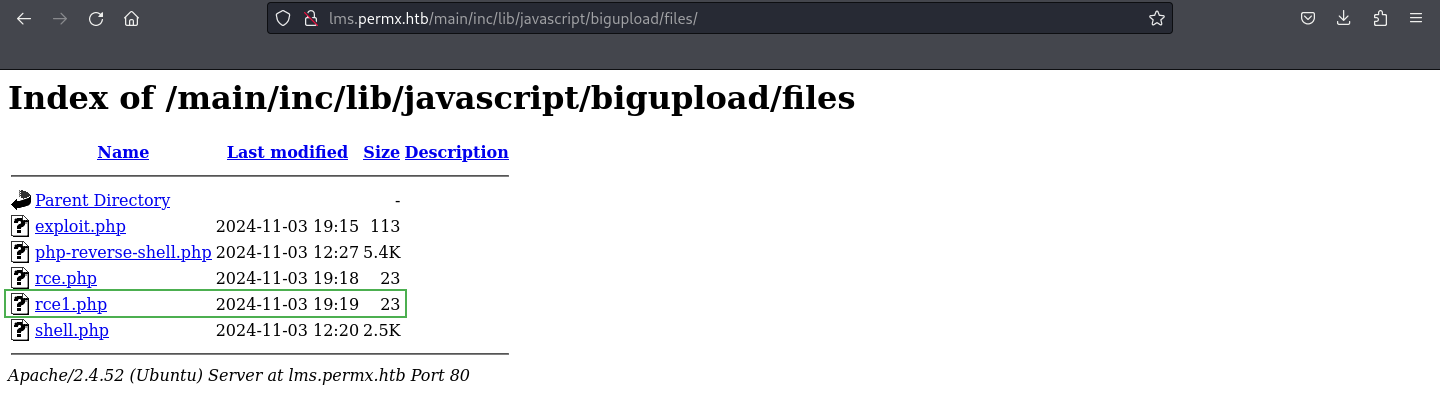 lms.permx.htb/main/inc/lib/javascript/bigupload/files/
Index of /main/inc/lib/javascript/bigupload/files
Name Last modified Size Description
Parent Directory -
exploit.php 2024-11-03 19:15 113
php-reverse-shell.php 2024-11-03 12:27 5.4K
rce.php 2024-11-03 19:18 23
rce1.php 2024-11-03 19:19 23
shell.php 2024-11-03 12:20 2.5K
Apache/2.4.52 (Ubuntu) Server at lms.permx.htb Port 80